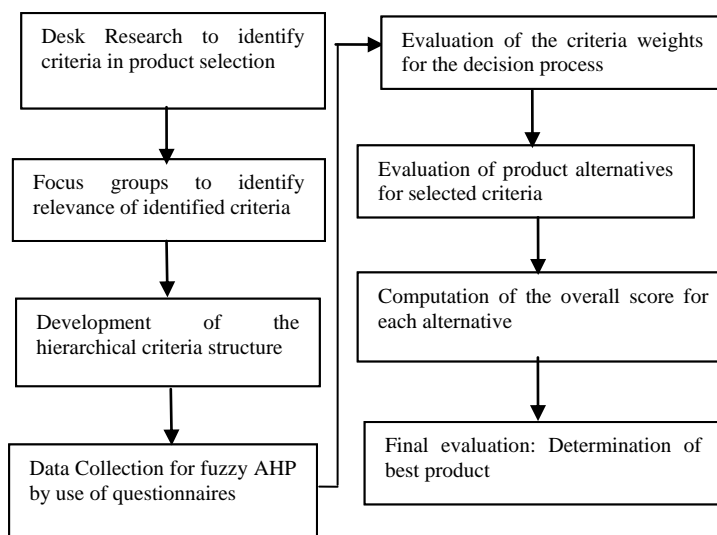 Desk Research to identify
criteria in product selection
Focus groups to identify
relevance of identified criteria
Development of the
hierarchical criteria structure
Data Collection for fuzzy AHP
by use of questionnaires
Evaluation of the criteria weights
for the decision process
Evaluation of product alternatives
for selected criteria
Computation of the overall score for
each alternative
Final evaluation: Determination of
best product